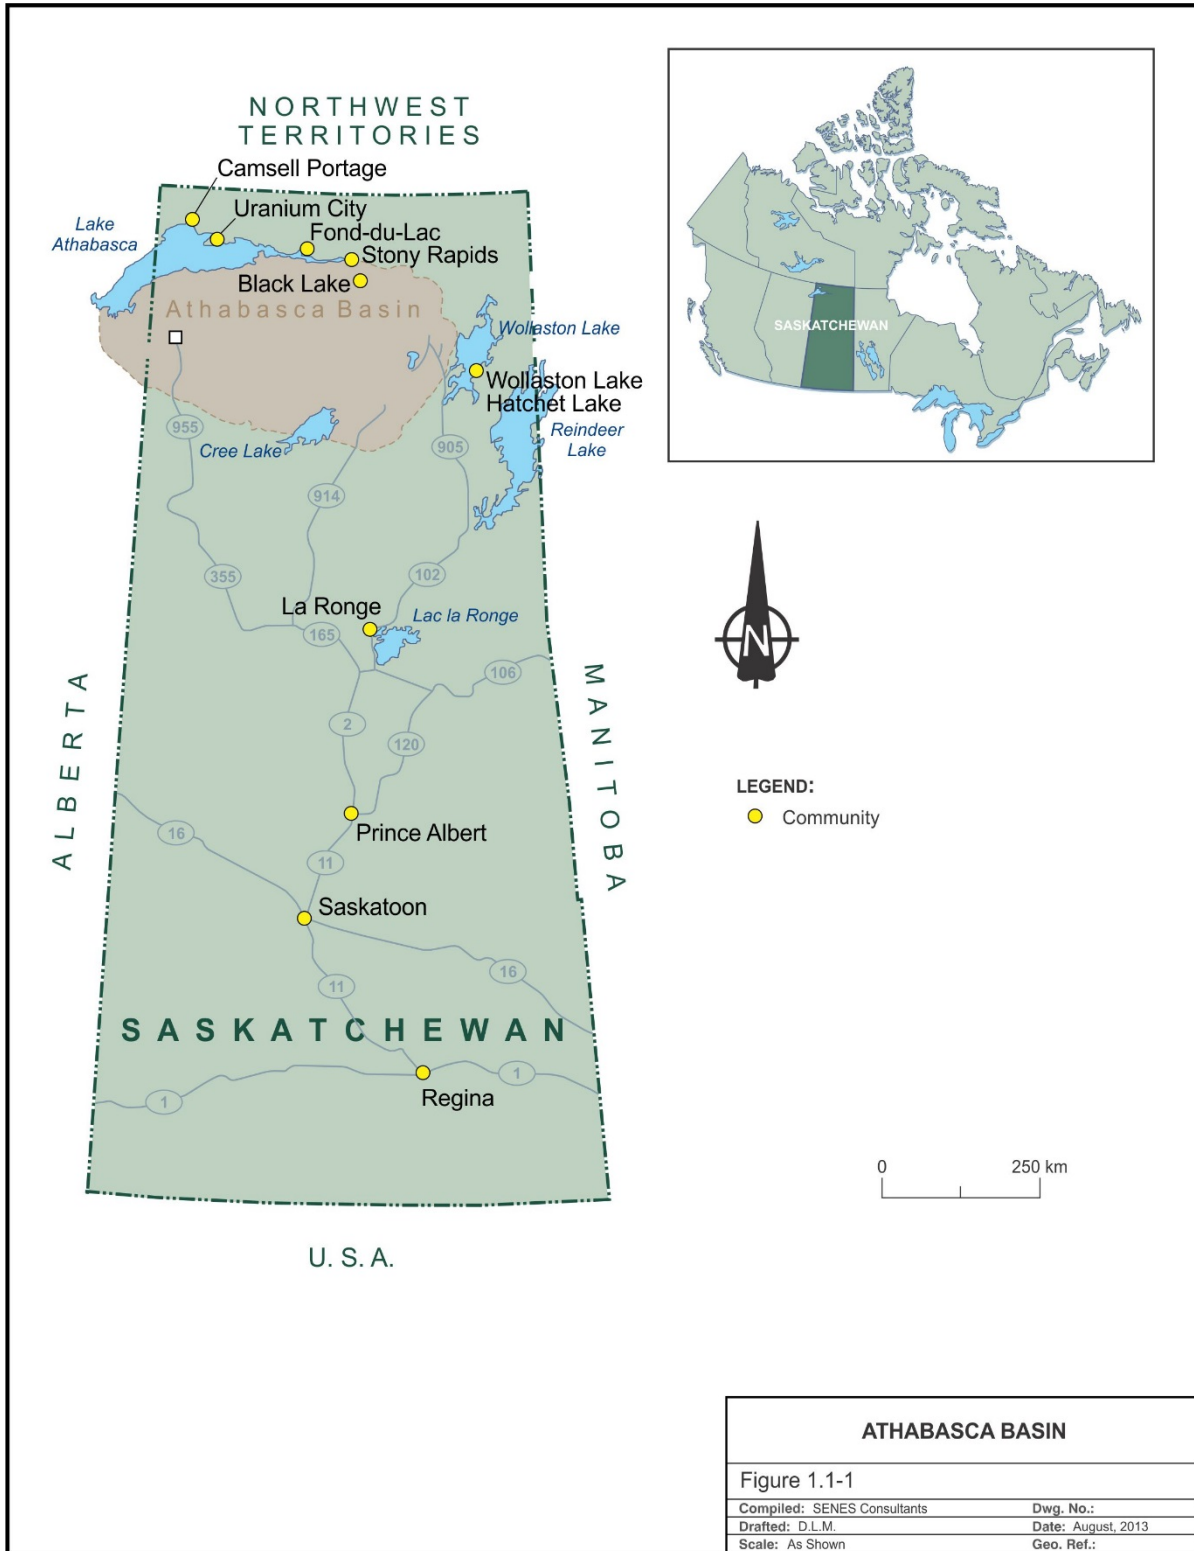 NORTHWEST
TERRITORIES
Camsell Portage
Uranium City
Lake
Athabasca
Fond-du-Lac
Stony Rapids
Black Lake
Athabasca Basin
Wollaston Lake
Wollaston Lake
Hatchet Lake
Reindeer
Lake
955
Cree Lake
905
914
355
102
La Ronge
Lac la Ronge
165
106
2
120
ALBERTA
MANITOBA
Prince Albert
16
11
Saskatoon
16
11
SASKATCHEWAN
1
1
Regina
U. S. A.
SASKATCHEWAN
N
LEGEND:
Community
0 250 km
ATHABASCA BASIN
Figure 1.1-1
Compiled: SENES Consultants Dwg. No.:
Drafted: D.L.M. Date: August, 2013
Scale: As Shown Geo. Ref.: